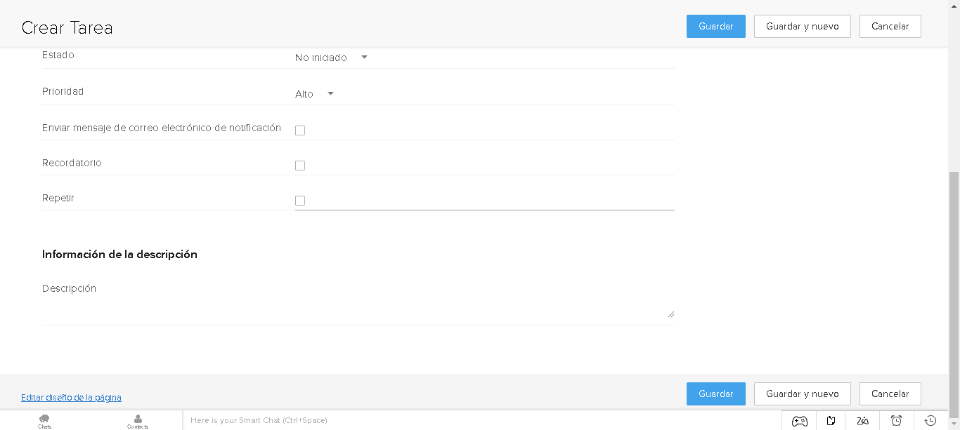 Crear Tarea
Guardar
Guardar y nuevo
Cancelar
Estado
No iniciado
Prioridad
Alto
Enviar mensaje de correo electrónico de notificación
Recordatorio
Repetir
Información de la descripción
Descripción
Editar diseño de la página
Guardar
Guardar y nuevo
Cancelar
Chats
Contacts
Here is your Smart Chat (Ctrl+Space)